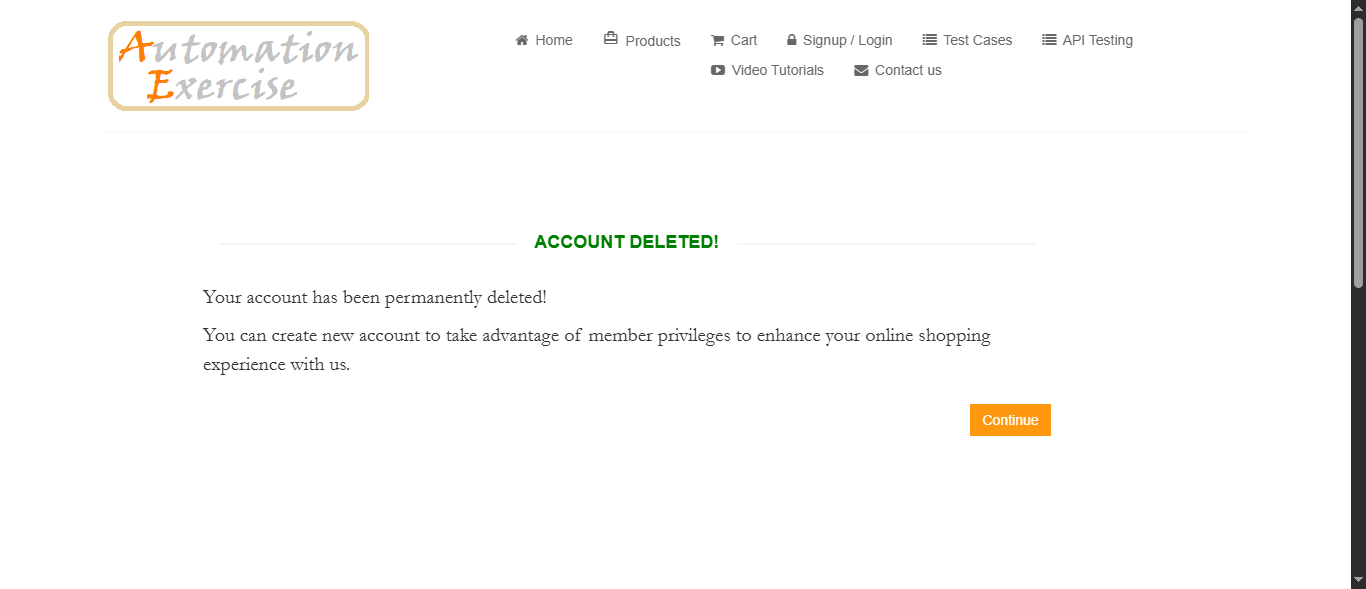 Automation
Exercise
Home Products Cart Signup / Login Test Cases API Testing
Video Tutorials Contact us
ACCOUNT DELETED!
Your account has been permanently deleted!
You can create new account to take advantage of member privileges to enhance your online shopping
experience with us.
Continue